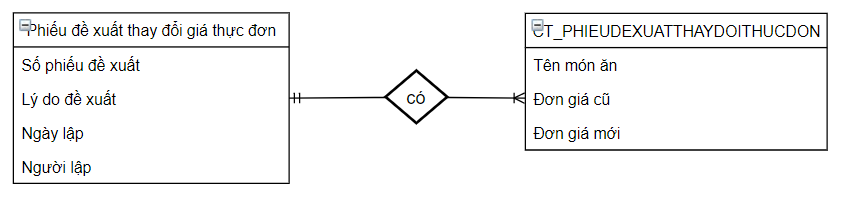 Phiếu đề xuất thay đổi giá thực đơn
Số phiếu đề xuất
Lý do đề xuất
Ngày lập
Người lập
có
CT_PHIEUDEXUATTHAYDOITHUCDON
Tên món ăn
Đơn giá cũ
Đơn giá mới